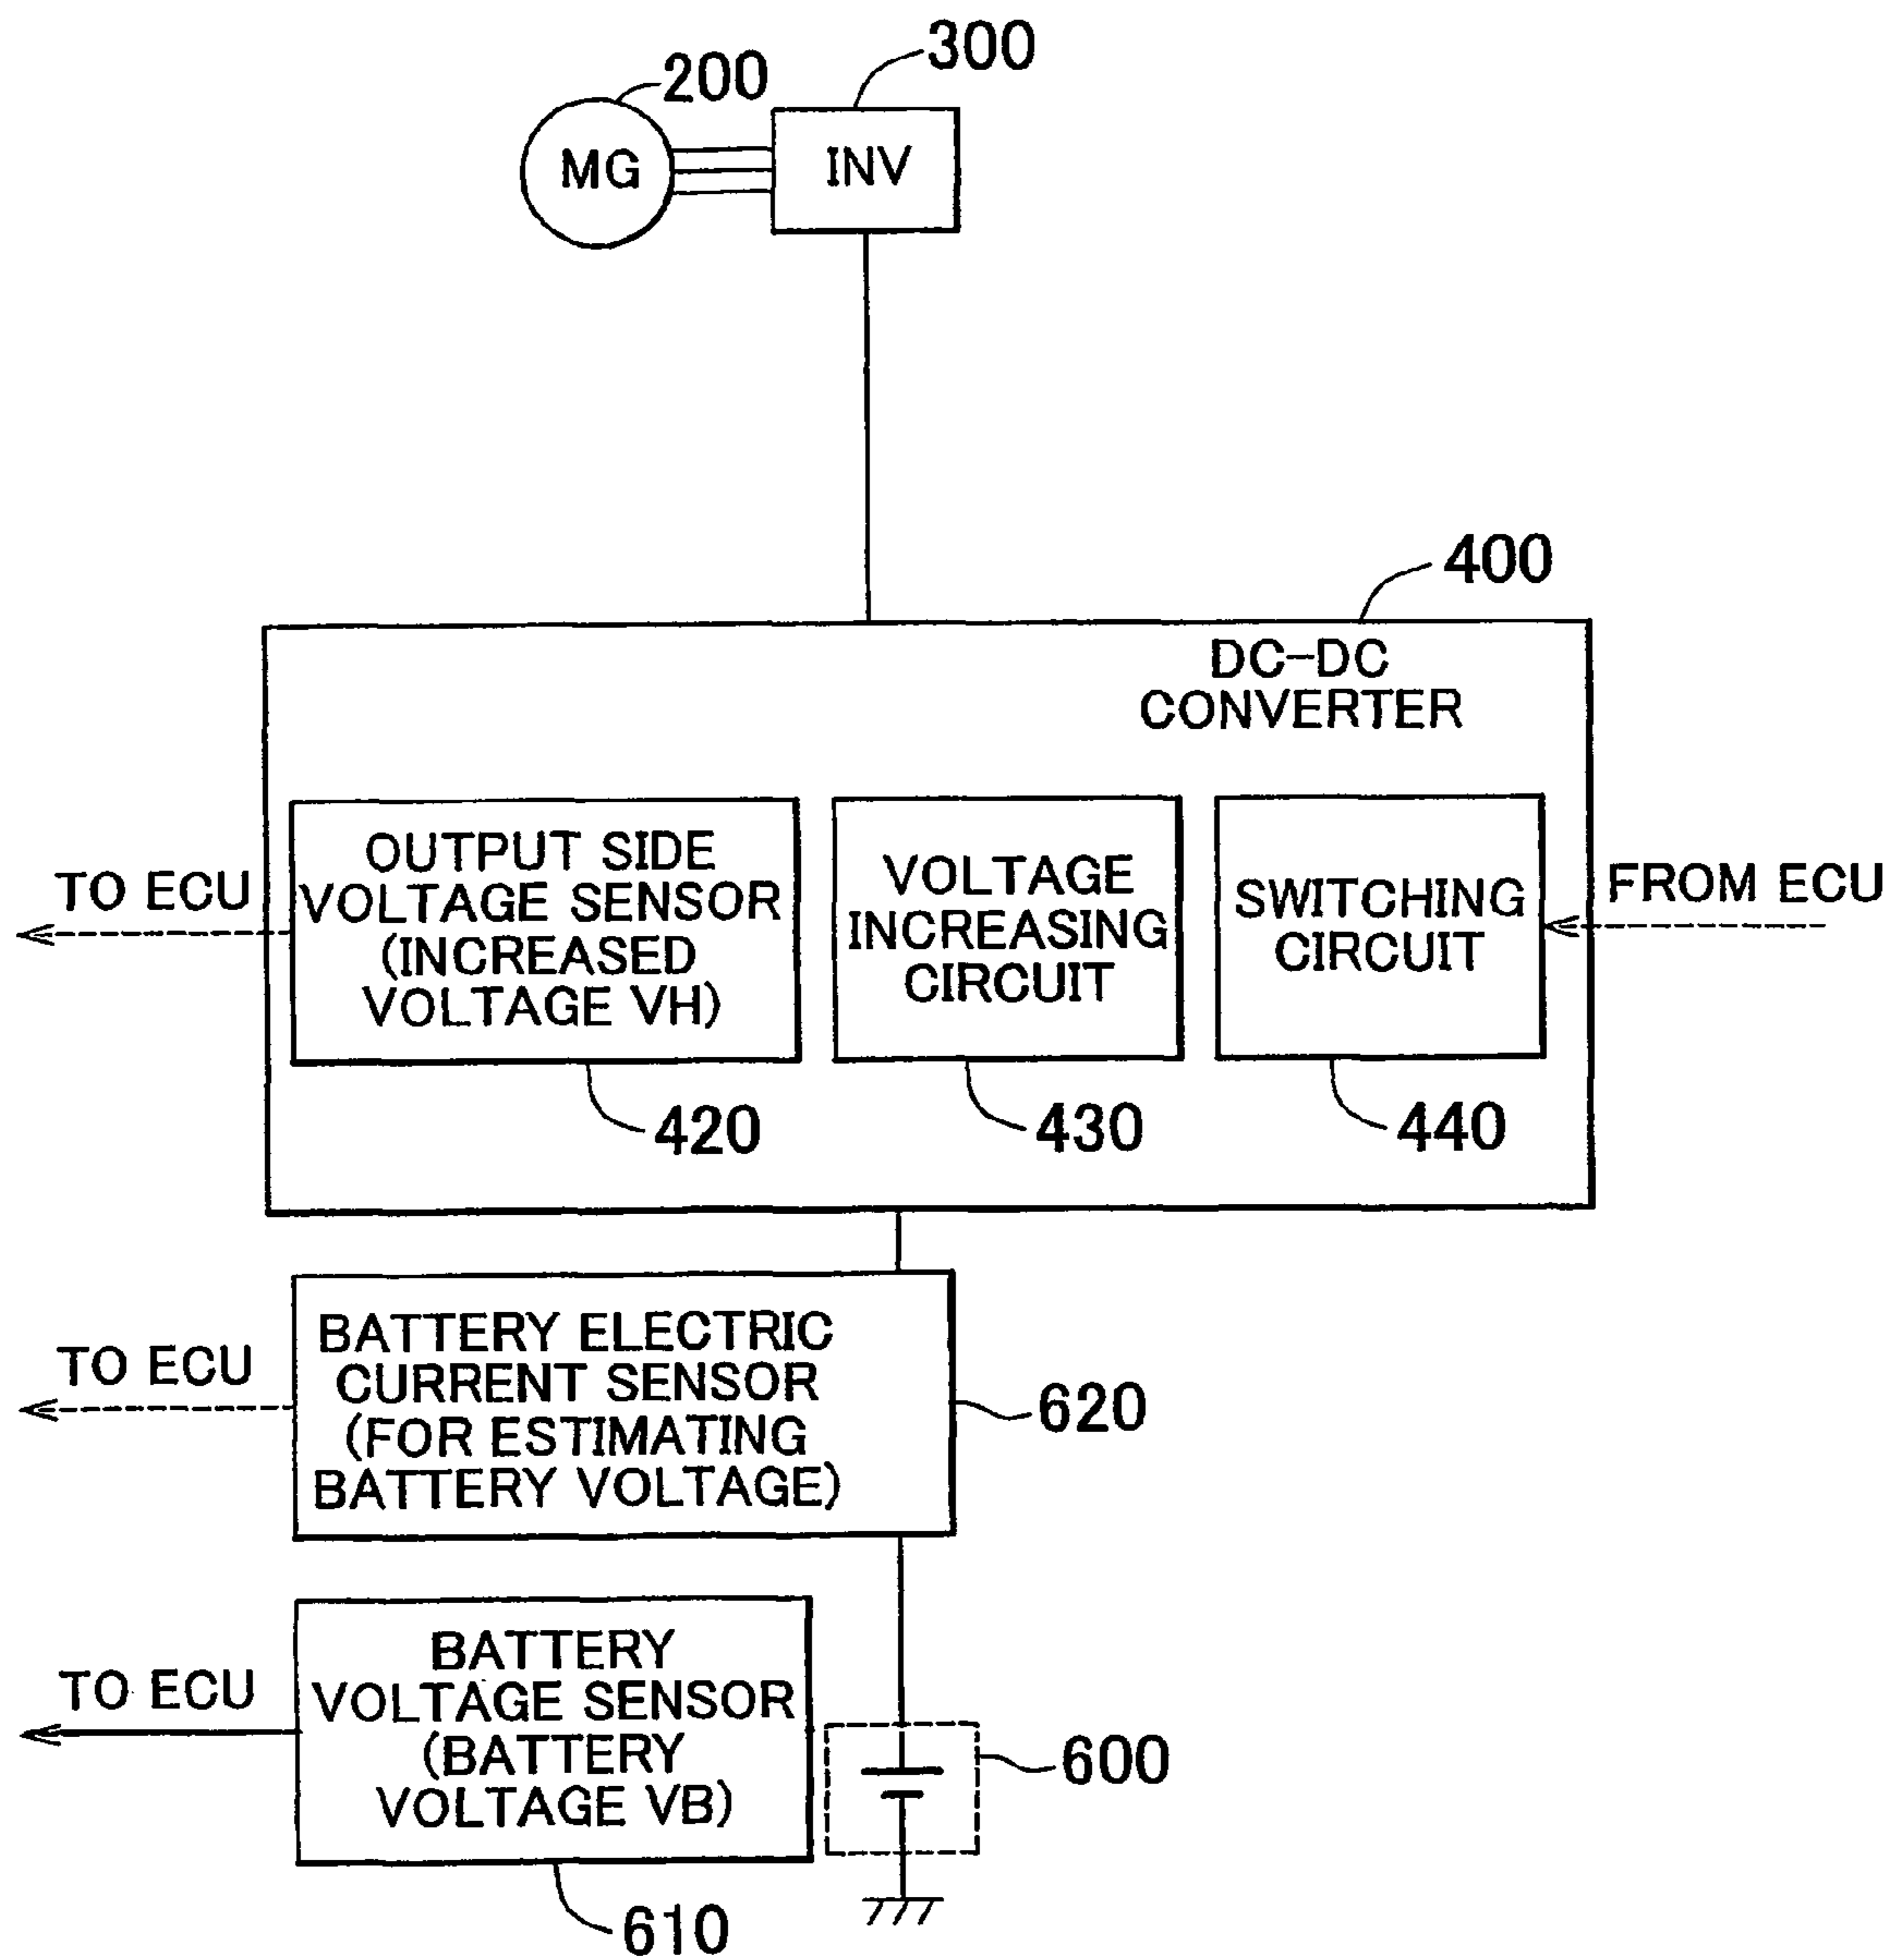 300
200
MG
INV
400
DC-DC
CONVERTER
TO ECU
OUTPUT SIDE
VOLTAGE SENSOR
(INCREASED
VOLTAGE VH)
VOLTAGE
INCREASING
CIRCUIT
SWITCHING
CIRCUIT
FROM ECU
420
430
440
TO ECU
BATTERY ELECTRIC
CURRENT SENSOR
(FOR ESTIMATING
BATTERY VOLTAGE)
620
TO ECU
BATTERY
VOLTAGE SENSOR
(BATTERY
VOLTAGE VB)
600
610